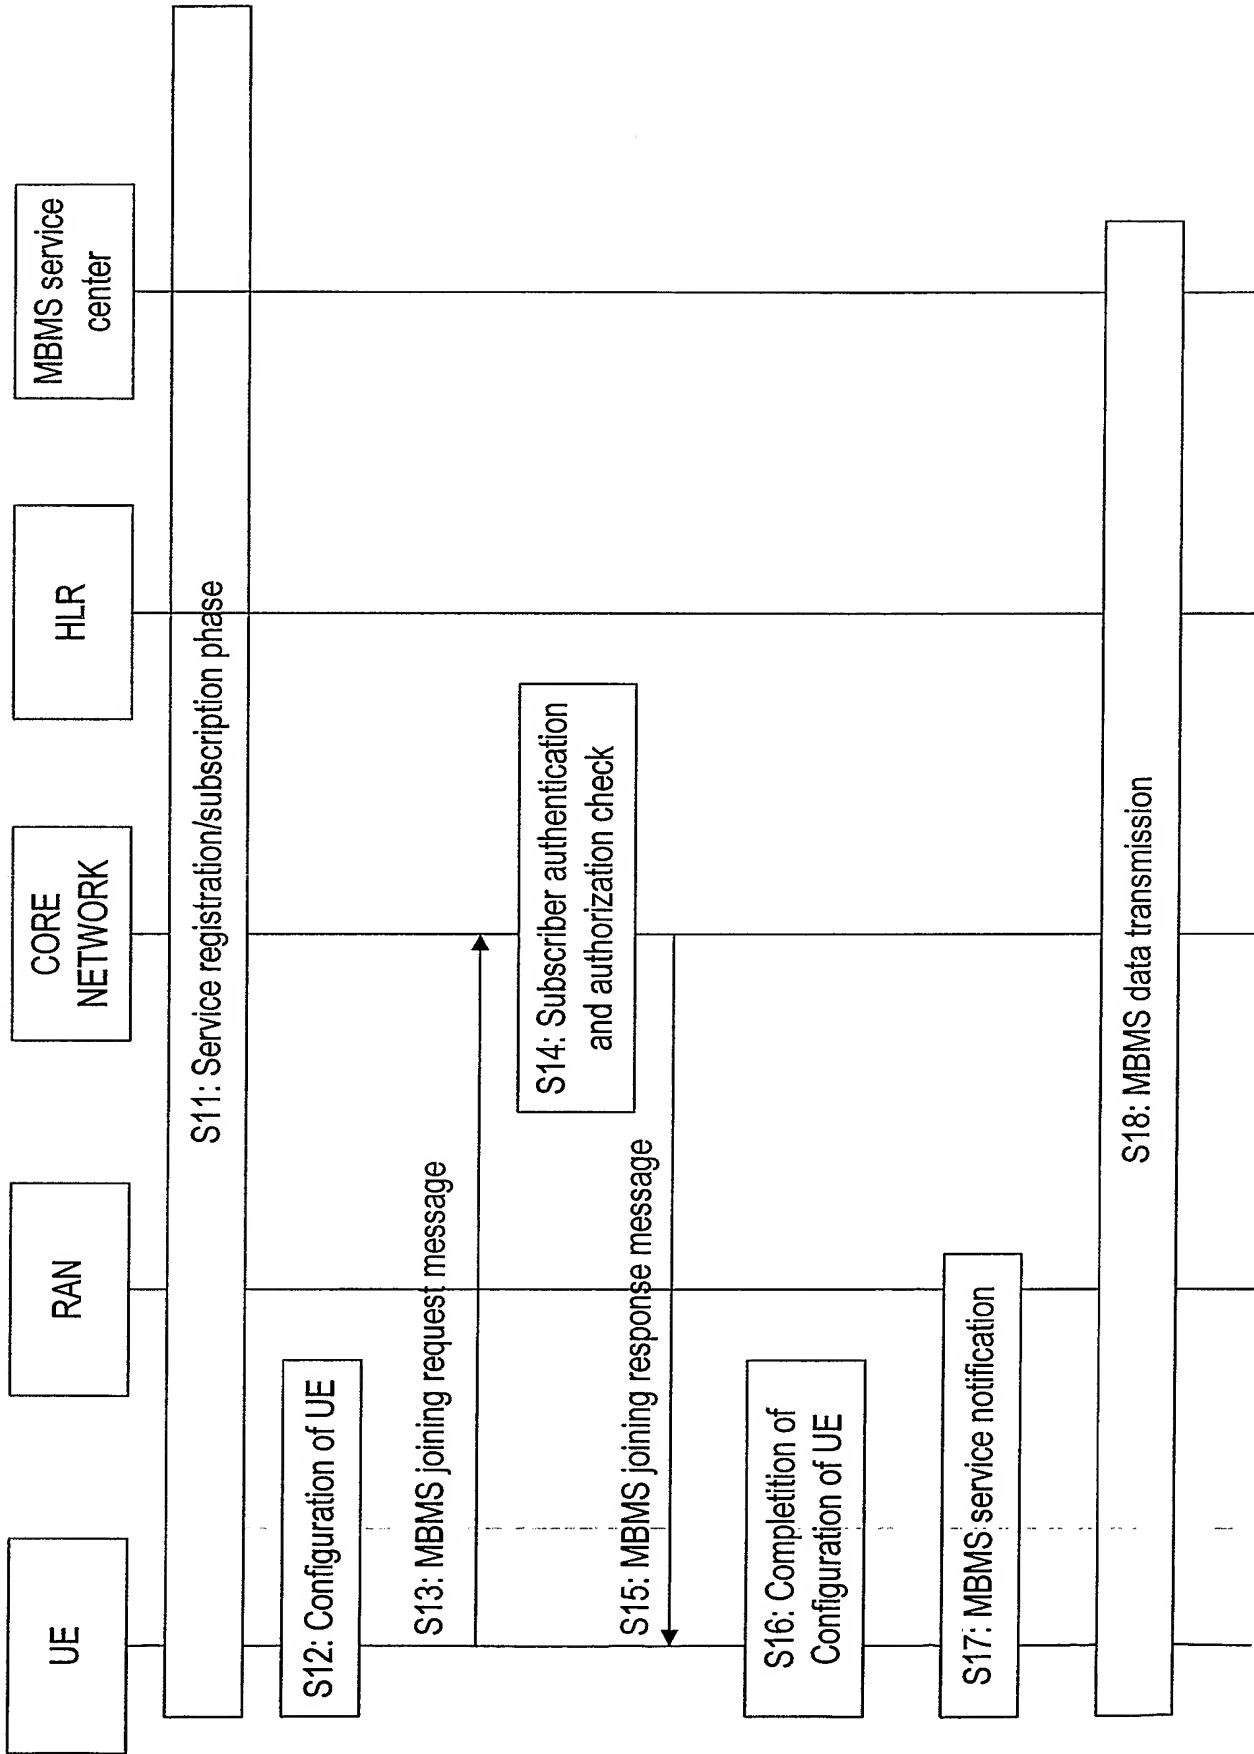 UE
RAN
CORE
NETWORK
HLR
MBMS service
center
S11: Service registration/subscription phase
S12: Configuration of UE
S13: MBMS joining request message
S14: Subscriber authentication
and authorization check
S15: MBMS joining response message
S16: Completition of
Configuration of UE
S17: MBMS service notification
S18: MBMS data transmission